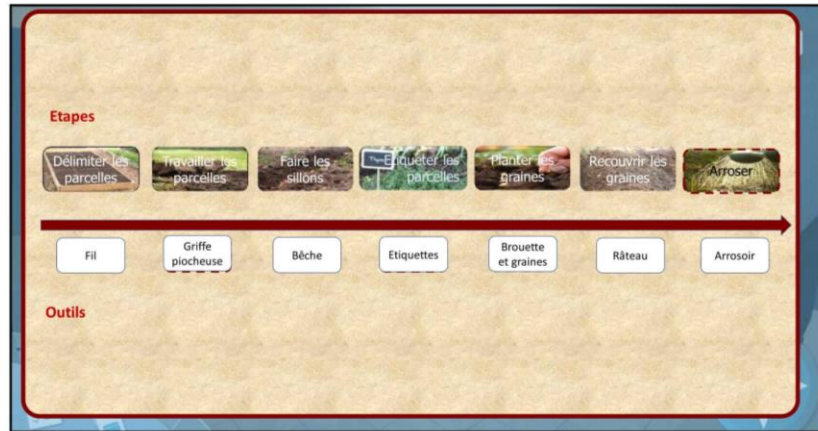 Etapes
Délimiter les
parcelles
Travailler les
parcelles
Faire les
sillons
Thym
Etiqueter les
parcelles
Planter les
graines
Recouvrir les
graines
Arroser
Fil
Griffe
piocheuse
Bêche
Etiquettes
Brouette
et graines
Râteau
Arrosoir
Outils